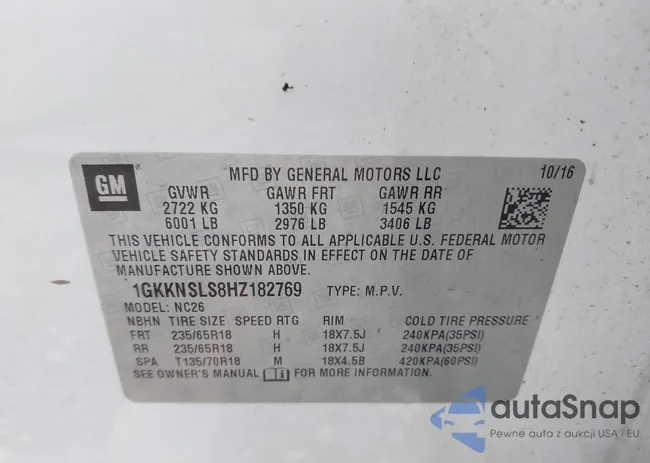 GM
MFD BY GENERAL MOTORS LLC 10/16
GVWR GAWR FRT GAWR RR
2722 KG 1350 KG 1545 KG
6001 LB 2976 LB 3406 LB
THIS VEHICLE CONFORMS TO ALL APPLICABLE U.S. FEDERAL MOTOR
VEHICLE SAFETY STANDARDS IN EFFECT ON THE DATE OF
MANUFACTURE SHOWN ABOVE.
1GKKNSLS8HZ182769 TYPE: M.P.V.
MODEL: NC26
NBHN TIRE SIZE SPEED RTG RIM COLD TIRE PRESSURE
FRT 235/65R18 H 18X7.5J 240KPA(35PSI)
RR 235/65R18 H 18X7.5J 240KPA(35PSI)
SPA T135/70R18 M 18X4.5B 420KPA(60PSI)
SEE OWNER'S MANUAL FOR MORE INFORMATION.
autaSnap
Pewne auta z aukcji USA i EU